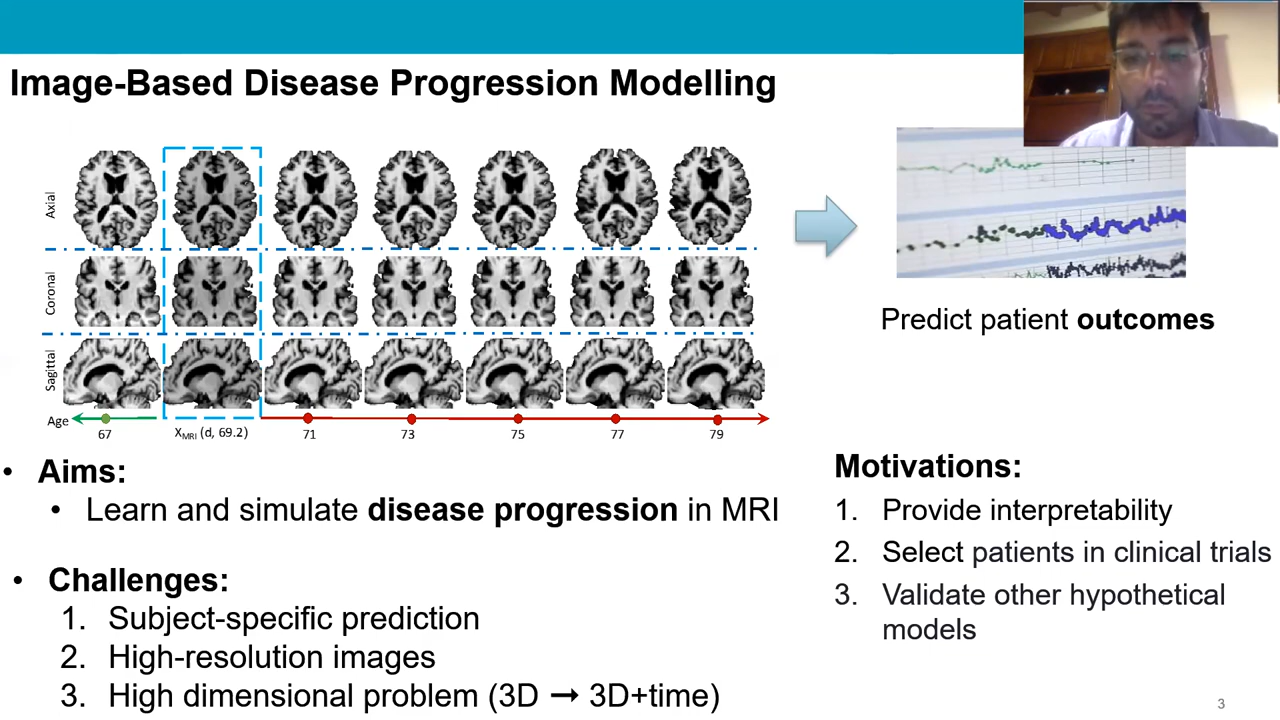 Image-Based Disease Progression Modelling
Axial
Coronal
Sagittal
Age
67
XMRI (d, 69.2)
71
73
75
77
79
Predict patient outcomes
• Aims:
• Learn and simulate disease progression in MRI
• Challenges:
1. Subject-specific prediction
2. High-resolution images
3. High dimensional problem (3D → 3D+time)
Motivations:
1. Provide interpretability
2. Select patients in clinical trials
3. Validate other hypothetical
models
3